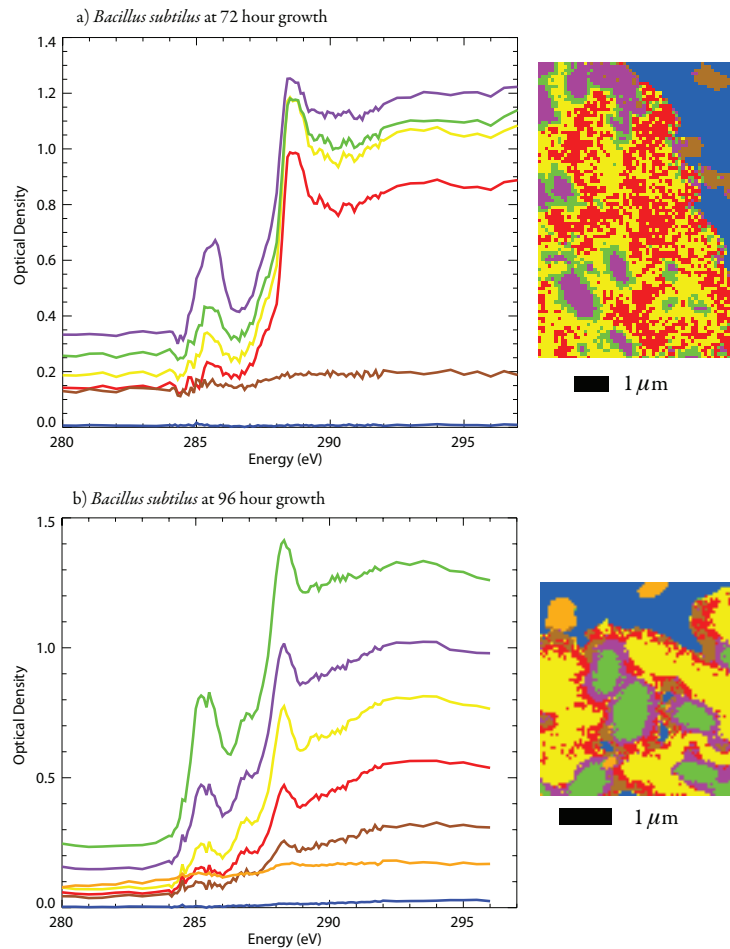 a) Bacillus subtilus at 72 hour growth
1.4
1.2
1.0
0.8
0.6
0.4
0.2
0.0
Optical Density
280 285 290 295
Energy (eV)
1 μm
b) Bacillus subtilus at 96 hour growth
1.5
1.0
0.5
0.0
Optical Density
280 285 290 295
Energy (eV)
1 μm